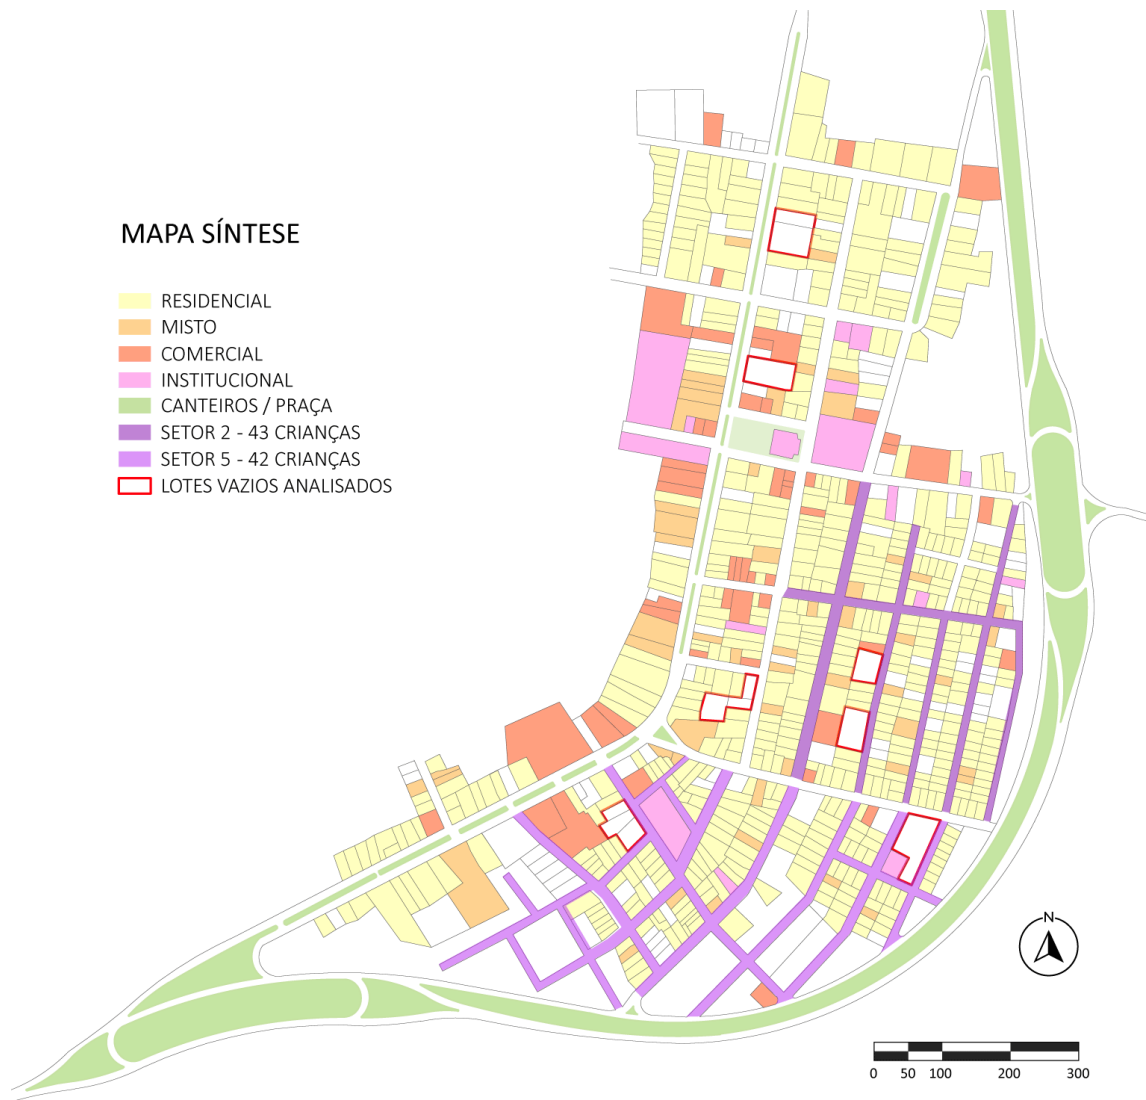 MAPA SÍNTESE
RESIDENCIAL
MISTO
COMERCIAL
INSTITUCIONAL
CANTEIROS / PRAÇA
SETOR 2 - 43 CRIANÇAS
SETOR 5 - 42 CRIANÇAS
LOTES VAZIOS ANALISADOS
N
0 50 100 200 300